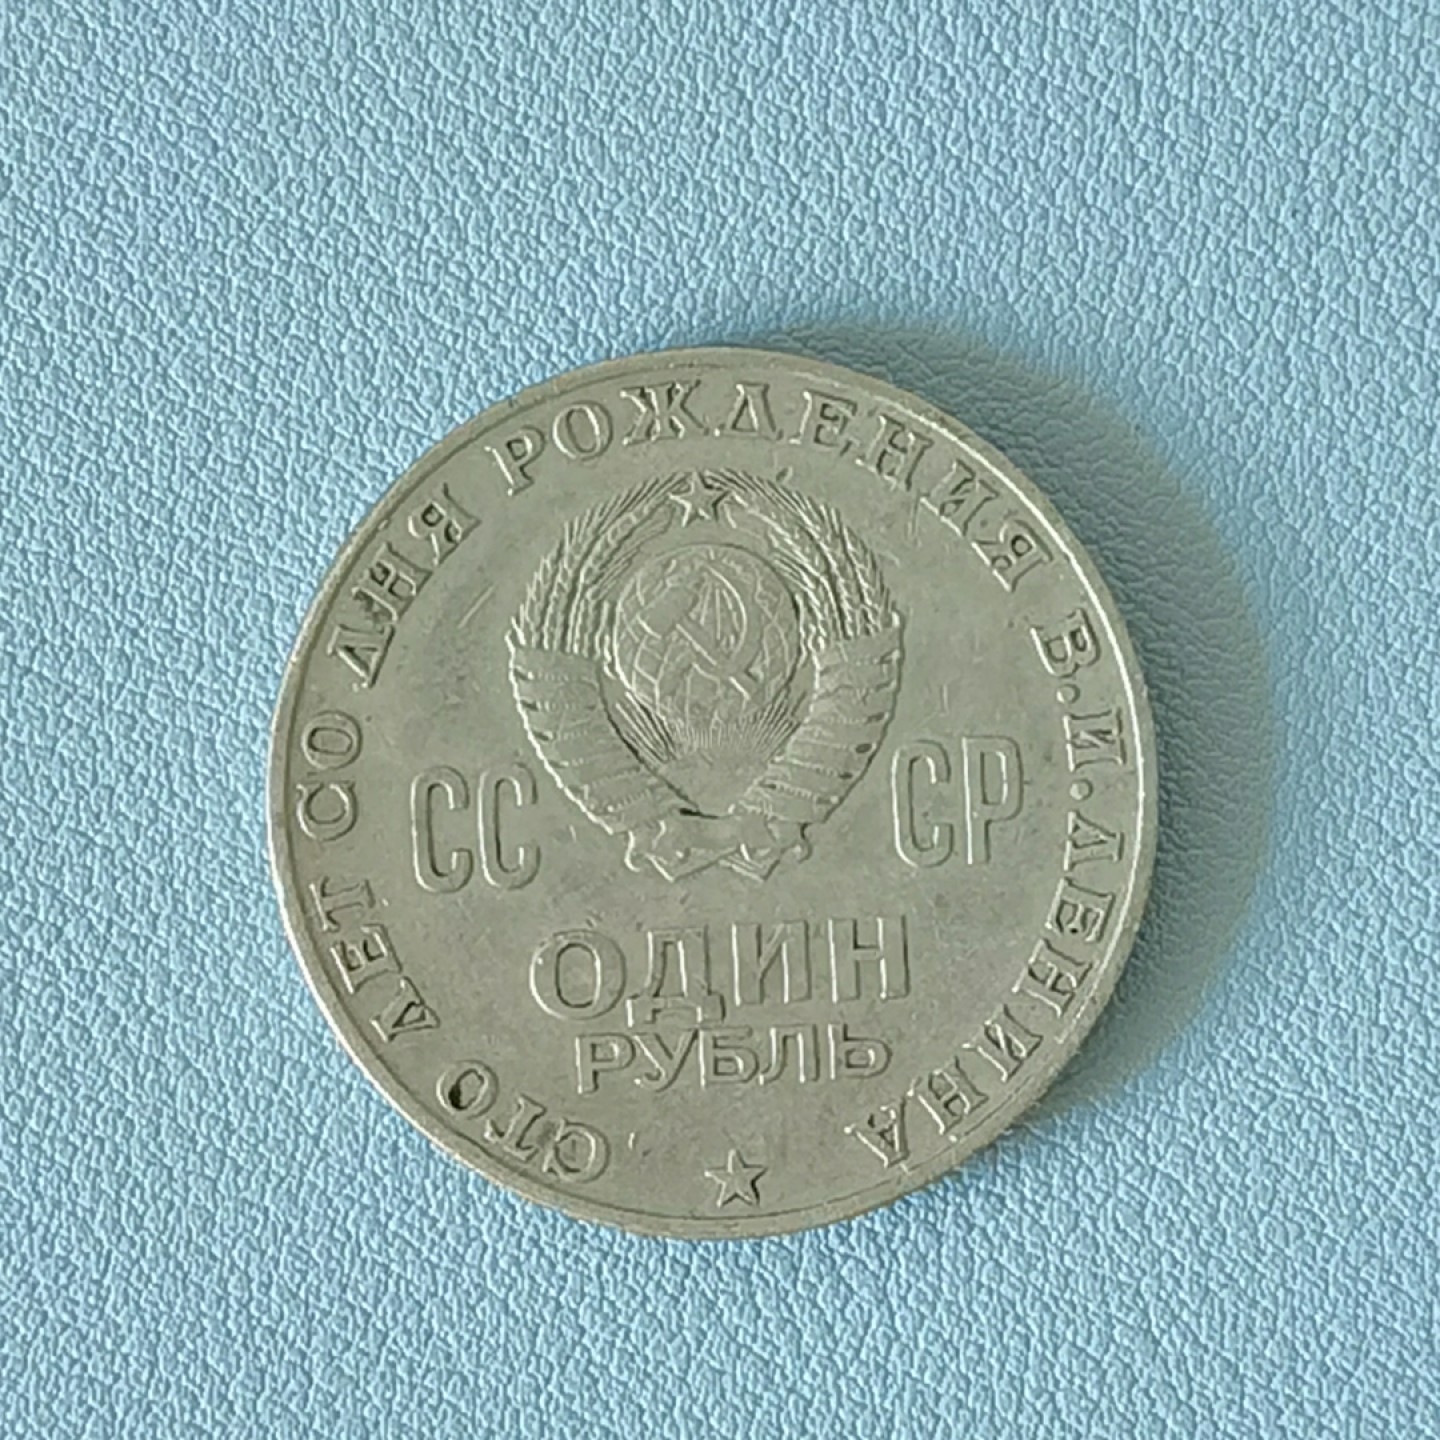 СТО ЛЕТ СО ДНЯ РОЖДЕНИЯ В.И.ЛЕНИНА
СС СР
ОДИН
РУБЛЬ